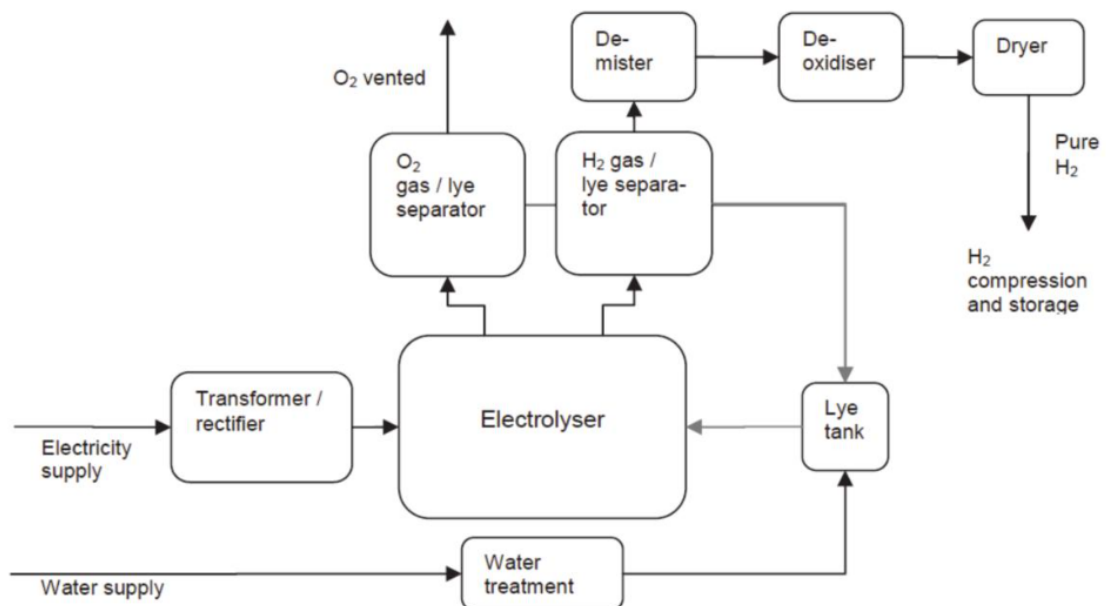 De-
mister
De-
oxidiser
Dryer
O₂ vented
O₂
gas / lye
separator
H₂ gas /
lye separa-
tor
Pure
H₂
H₂
compression
and storage
Transformer /
rectifier
Electrolyser
Lye
tank
Electricity
supply
Water
treatment
Water supply